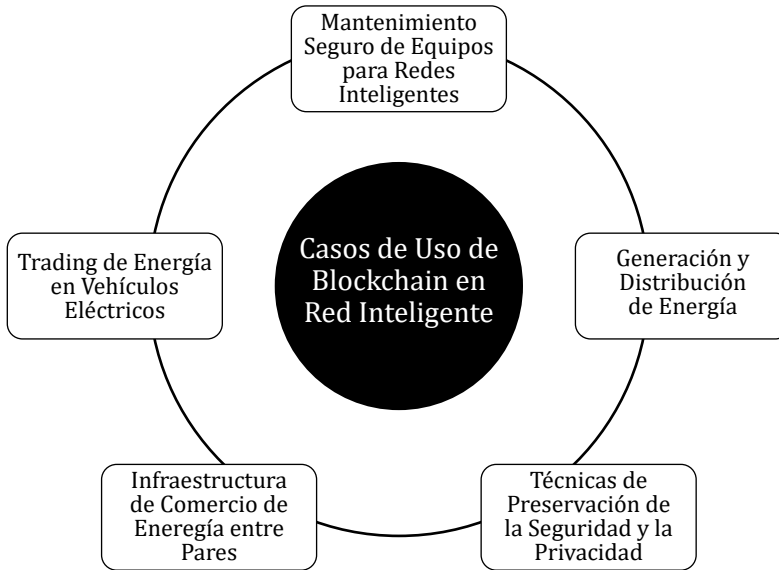 Mantenimiento
Seguro de Equipos
para Redes
Inteligentes
Trading de Energía
en Vehículos
Eléctricos
Casos de Uso de
Blockchain en
Red Inteligente
Generación y
Distribución
de Energía
Infraestructura
de Comercio de
Eneregía entre
Pares
Técnicas de
Preservación de
la Seguridad y la
Privacidad